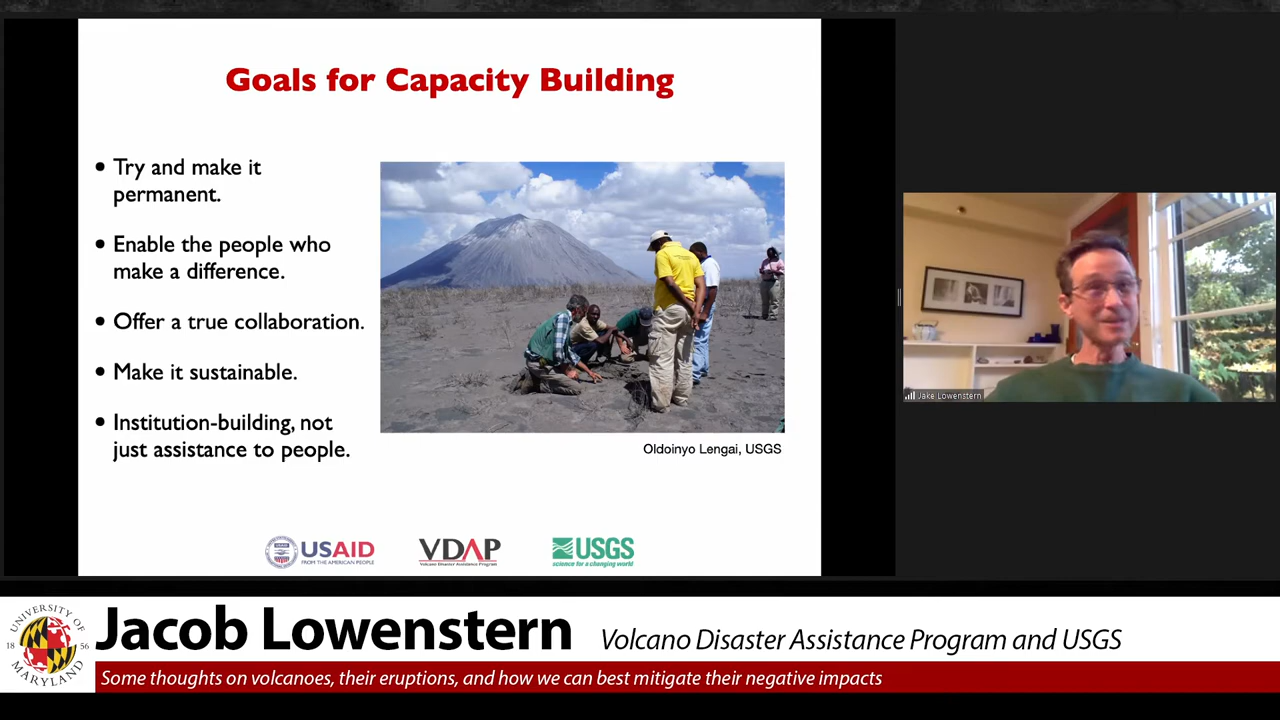 Goals for Capacity Building
• Try and make it
permanent.
• Enable the people who
make a difference.
• Offer a true collaboration.
• Make it sustainable.
• Institution-building, not
just assistance to people.
Oldoinyo Lengai, USGS
USAID
FROM THE AMERICAN PEOPLE
VDAP
Volcano Disaster Assistance Program
USGS
science for a changing world
Jake Lowenstern
UNIVERSITY OF
18 56
MARYLAND
Jacob Lowenstern
Volcano Disaster Assistance Program and USGS
Some thoughts on volcanoes, their eruptions, and how we can best mitigate their negative impacts